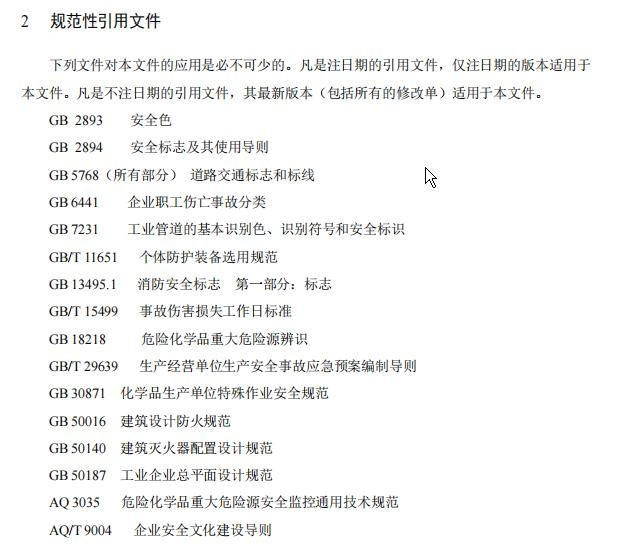 2 规范性引用文件
下列文件对本文件的应用是必不可少的。凡是注日期的引用文件，仅注日期的版本适用于
本文件。凡是不注日期的引用文件，其最新版本（包括所有的修改单）适用于本文件。
GB 2893 安全色
GB 2894 安全标志及其使用导则
GB 5768（所有部分） 道路交通标志和标线
GB 6441 企业职工伤亡事故分类
GB 7231 工业管道的基本识别色、识别符号和安全标识
GB/T 11651 个体防护装备选用规范
GB 13495.1 消防安全标志 第一部分：标志
GB/T 15499 事故伤害损失工作日标准
GB 18218 危险化学品重大危险源辨识
GB/T 29639 生产经营单位生产安全事故应急预案编制导则
GB 30871 化学品生产单位特殊作业安全规范
GB 50016 建筑设计防火规范
GB 50140 建筑灭火器配置设计规范
GB 50187 工业企业总平面设计规范
AQ 3035 危险化学品重大危险源安全监控通用技术规范
AQ/T 9004 企业安全文化建设导则